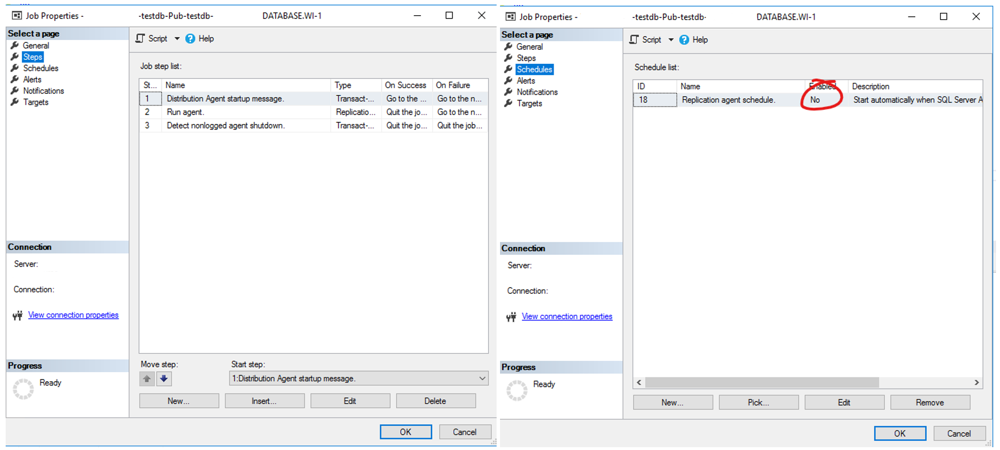 Job Properties - -testdb-Pub-testdb- DATABASE.WI-1
Select a page
General
Steps
Schedules
Alerts
Notifications
Targets
Script Help
Job step list:
St... Name Type On Success On Failure
1 Distribution Agent startup message. Transact-... Go to the ... Go to the n...
2 Run agent. Replicatio... Quit the jo... Go to the n...
3 Detect nonlogged agent shutdown. Transact-... Quit the jo... Quit the job...
Connection
Server:
Connection:
View connection properties
Progress
Ready
Move step: Start step:
1:Distribution Agent startup message.
New... Insert... Edit Delete
OK Cancel
Job Properties - -testdb-Pub-testdb- DATABASE.WI-1
Select a page
General
Steps
Schedules
Alerts
Notifications
Targets
Script Help
Schedule list:
ID Name Enabled Description
18 Replication agent schedule. No Start automatically when SQL Server A
Connection
Server:
Connection:
View connection properties
Progress
Ready
New... Pick... Edit Remove
OK Cancel